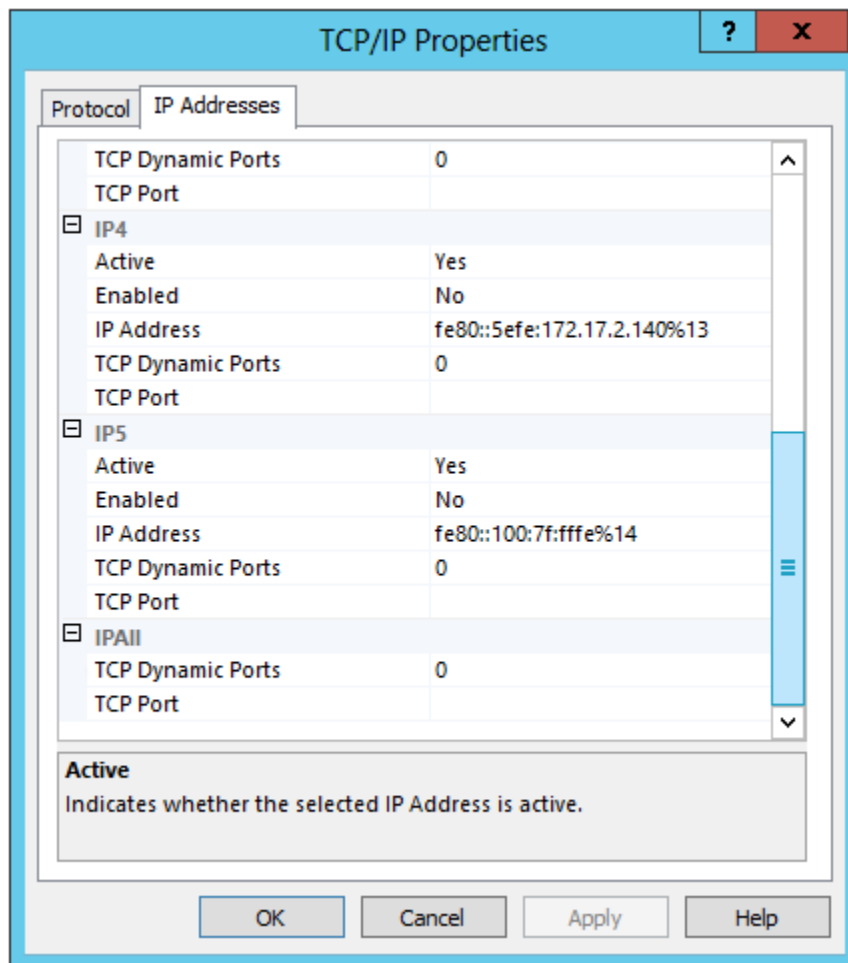 TCP/IP Properties
? x
Protocol IP Addresses
TCP Dynamic Ports 0
TCP Port
IP4
Active Yes
Enabled No
IP Address fe80::5efe:172.17.2.140%13
TCP Dynamic Ports 0
TCP Port
IP5
Active Yes
Enabled No
IP Address fe80::100:7f:fffe%14
TCP Dynamic Ports 0
TCP Port
IPAll
TCP Dynamic Ports 0
TCP Port
Active
Indicates whether the selected IP Address is active.
OK Cancel Apply Help